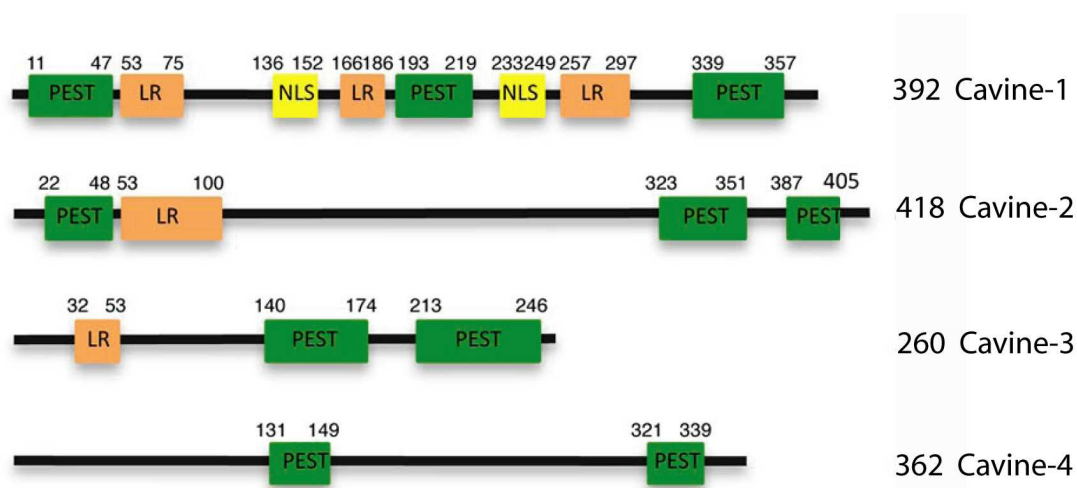 11 47 53 75 136 152 166186 193 219 233249 257 297 339 357
PEST LR NLS LR PEST NLS LR PEST 392 Cavine-1
22 48 53 100 323 351 387 405
PEST LR PEST PEST 418 Cavine-2
32 53 140 174 213 246
LR PEST PEST 260 Cavine-3
131 149 321 339
PEST PEST 362 Cavine-4